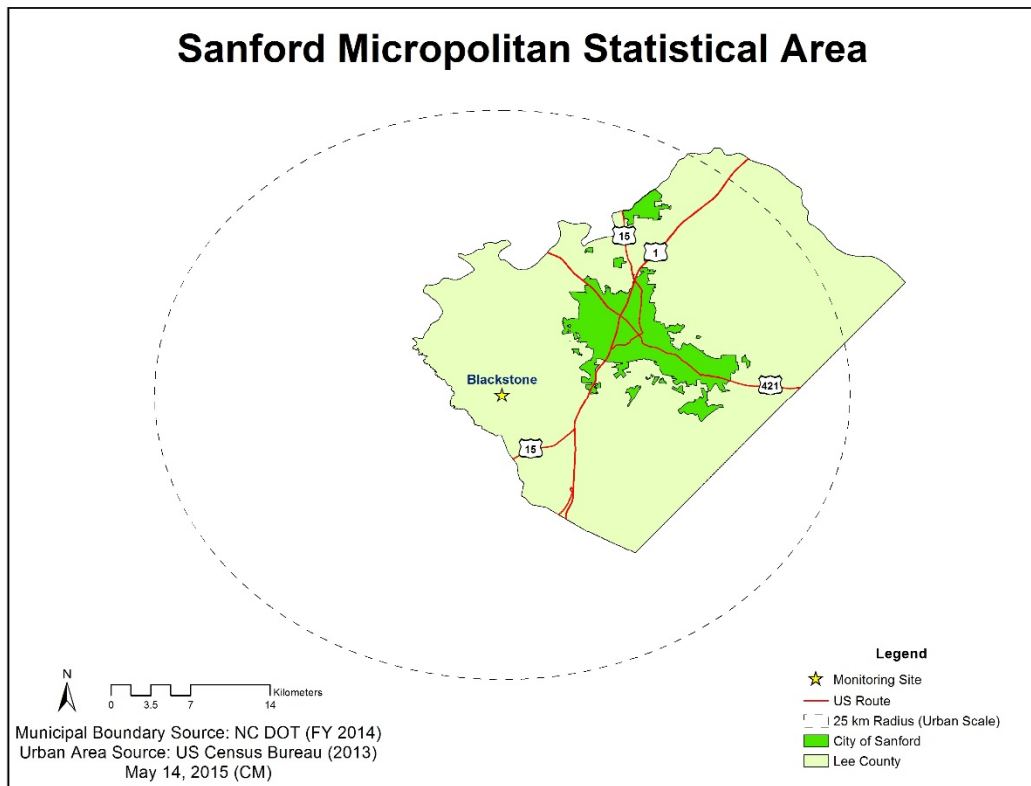 Sanford Micropolitan Statistical Area
15
1
Blackstone
421
15
Legend
N
Monitoring Site
Kilometers
US Route
0 3.5 7 14
25 km Radius (Urban Scale)
Municipal Boundary Source: NC DOT (FY 2014)
City of Sanford
Urban Area Source: US Census Bureau (2013)
Lee County
May 14, 2015 (CM)